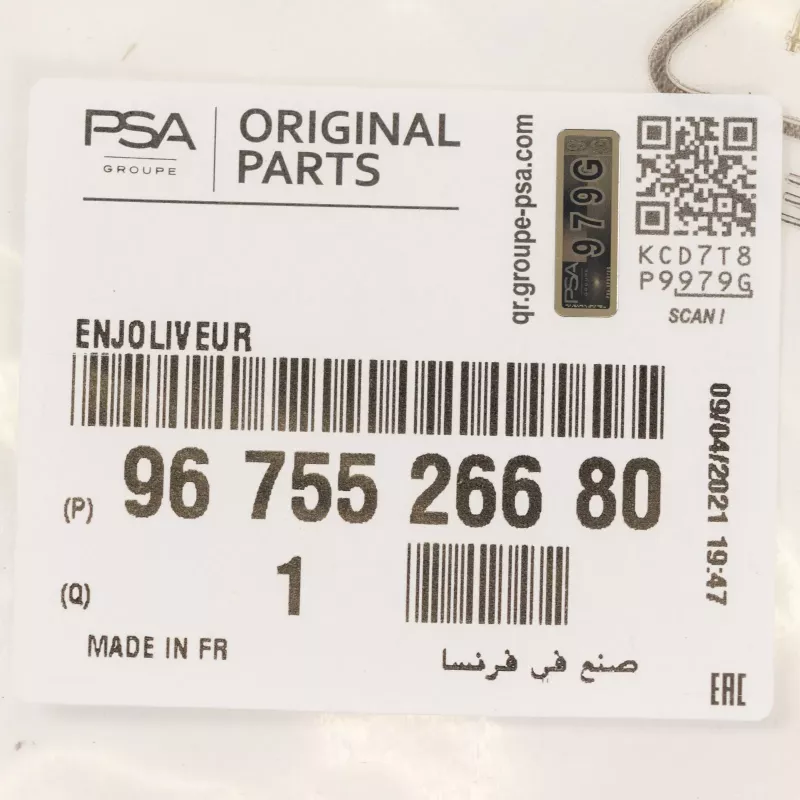 PSA
GROUPE
ORIGINAL
PARTS
qr.groupe-psa.com
979G
PSA
KCD7T8
P9979G
SCAN!
ENJOLIVEUR
(P) 96 755 266 80
(Q) 1
MADE IN FR
صنع في فرنسا
09/04/2021 19:47
EAC